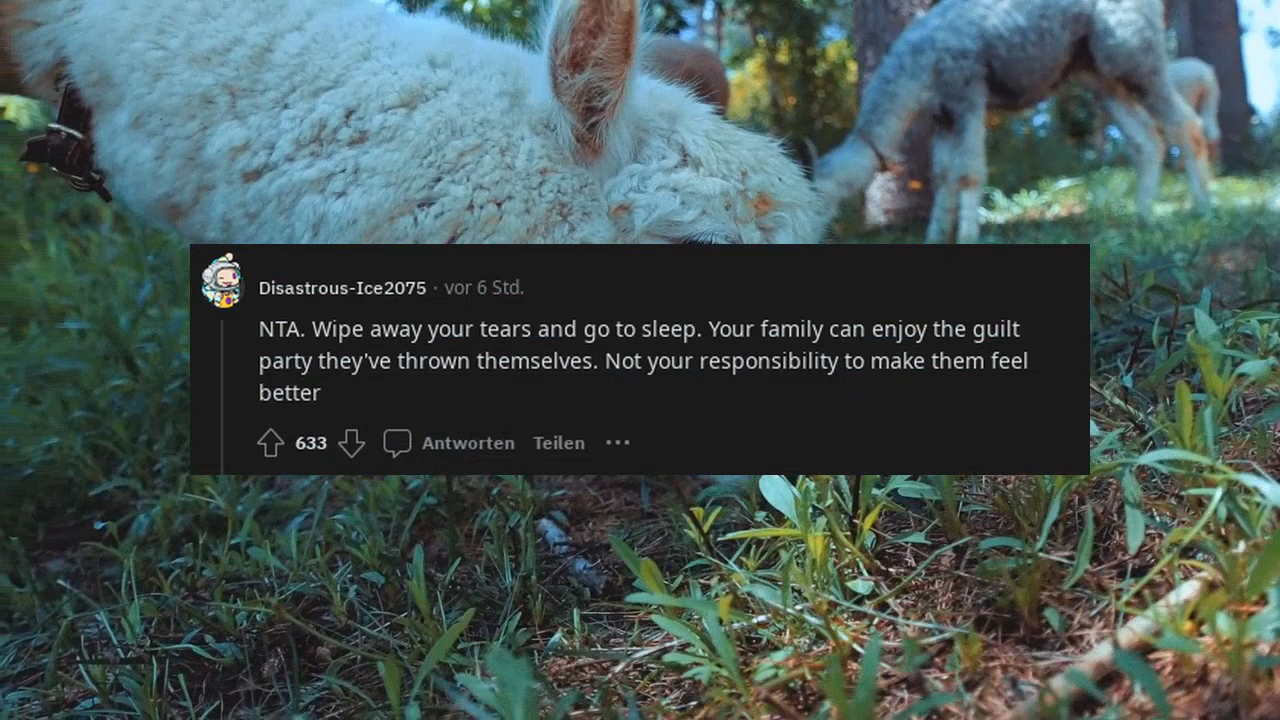 Disastrous-Ice2075 · vor 6 Std.
NTA. Wipe away your tears and go to sleep. Your family can enjoy the guilt
party they've thrown themselves. Not your responsibility to make them feel
better
633 Antworten Teilen ···